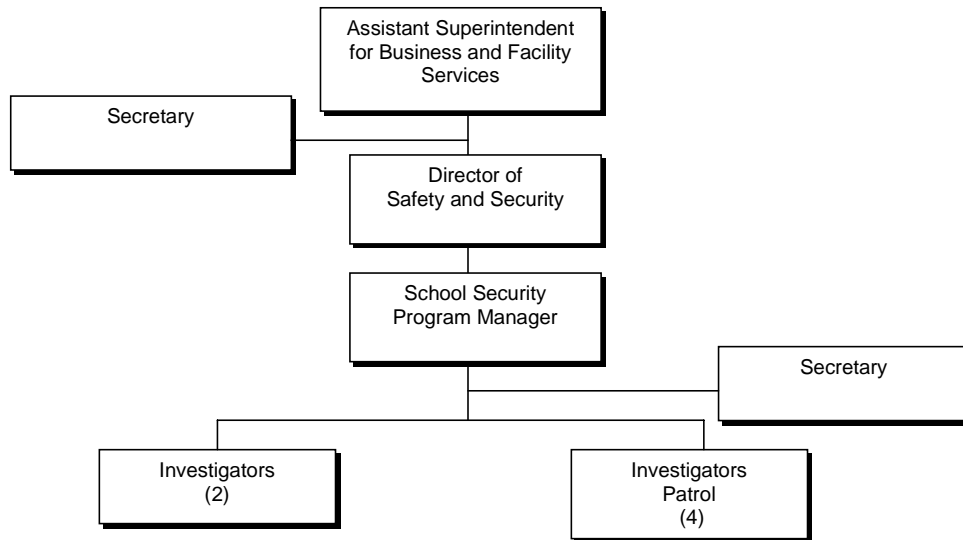 Assistant Superintendent
for Business and Facility
Services
Secretary
Director of
Safety and Security
School Security
Program Manager
Secretary
Investigators
(2)
Investigators
Patrol
(4)